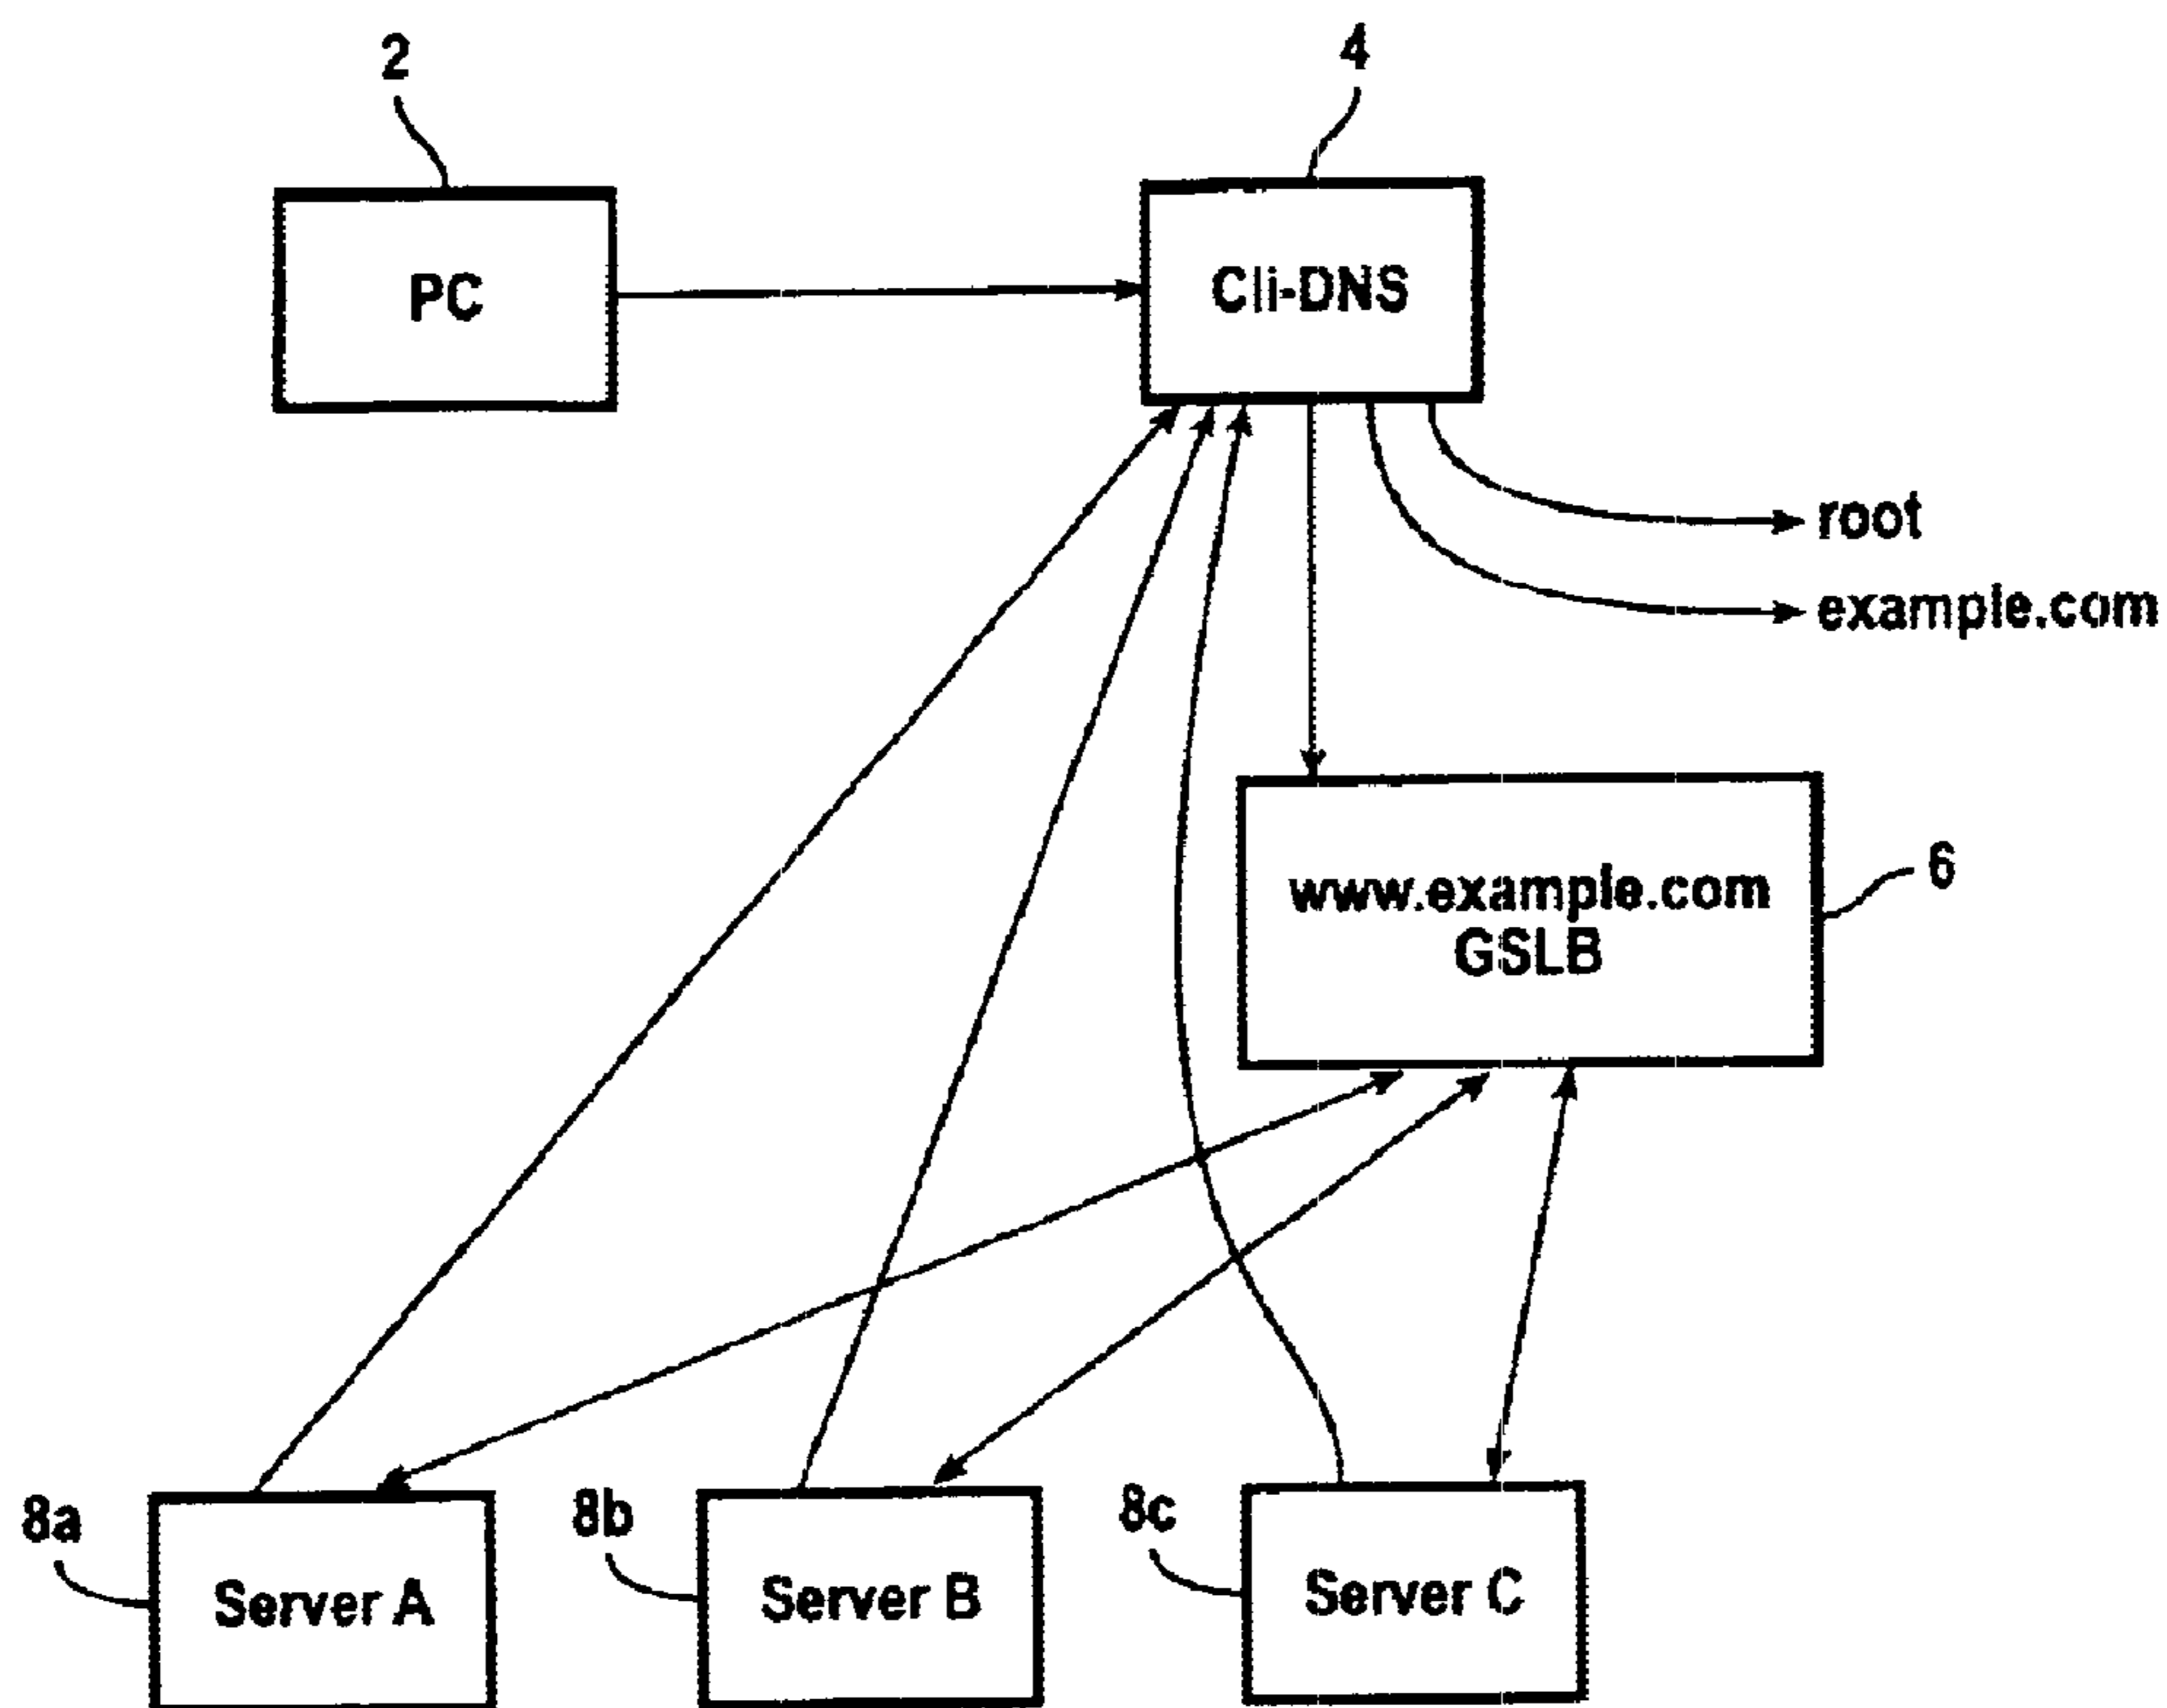 2
4
PC
Cli-DNS
root
example.com
www.example.com
GSLB
6
8a
Server A
8b
Server B
8c
Server C